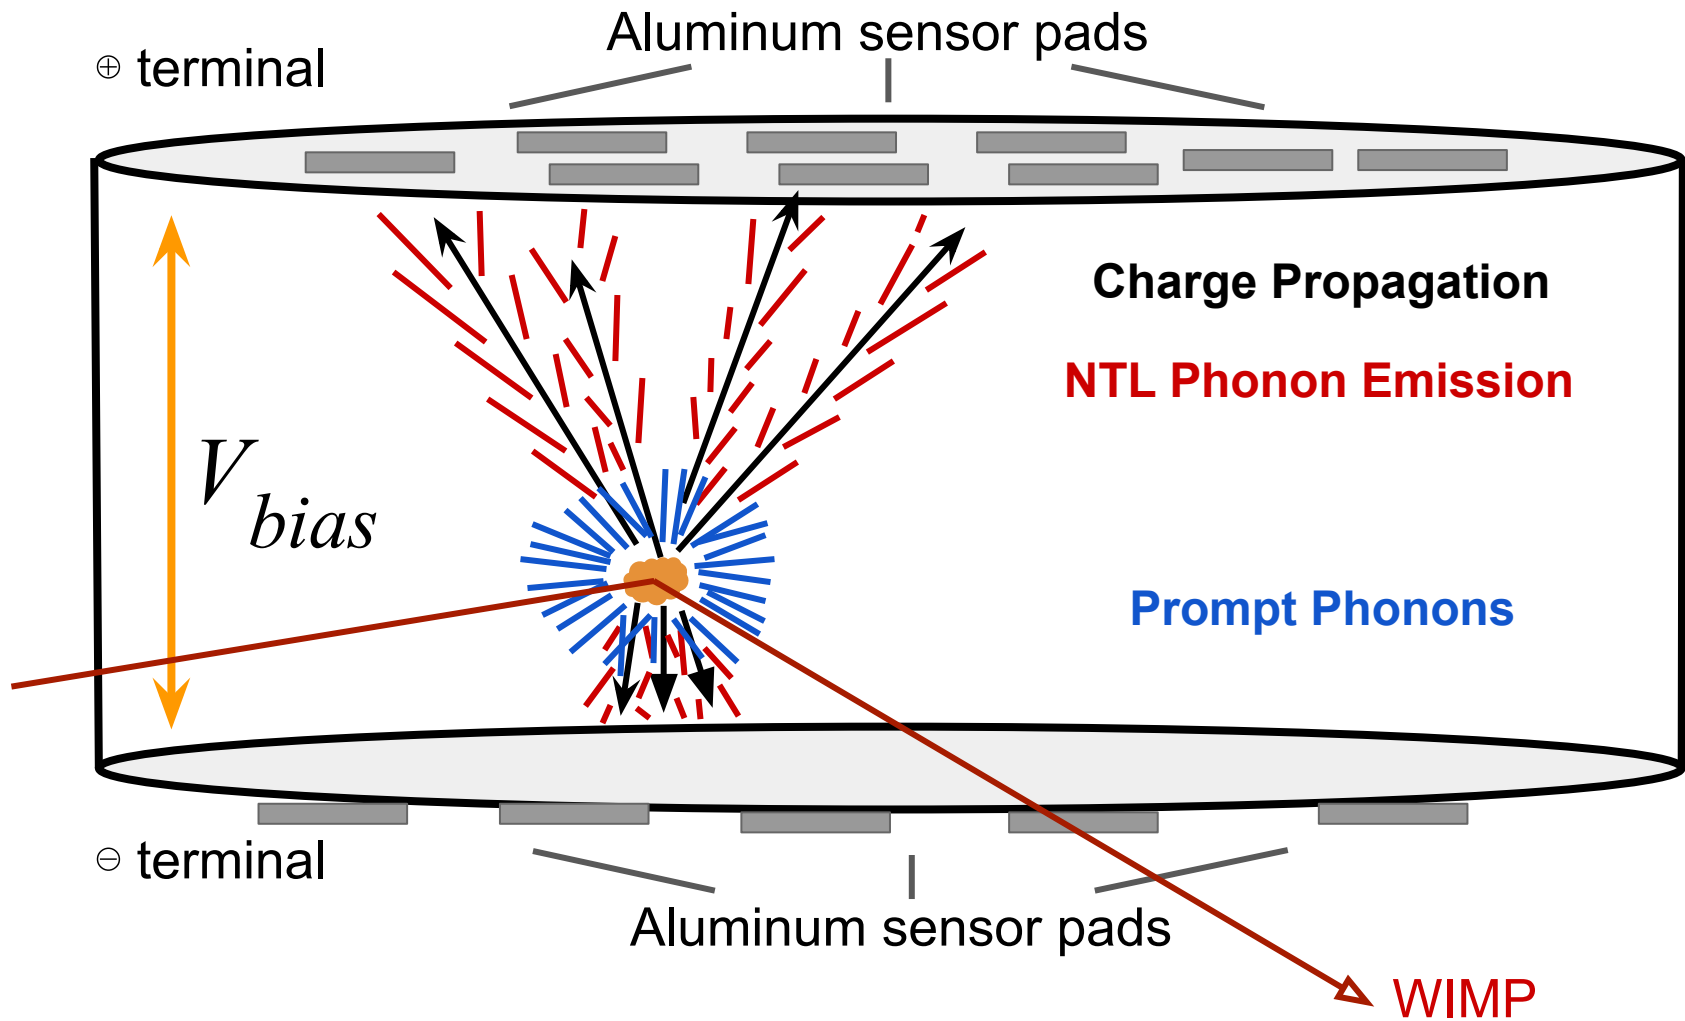 Aluminum sensor pads
⊕ terminal
Charge Propagation
NTL Phonon Emission
V bias
Prompt Phonons
⊖ terminal
Aluminum sensor pads
WIMP